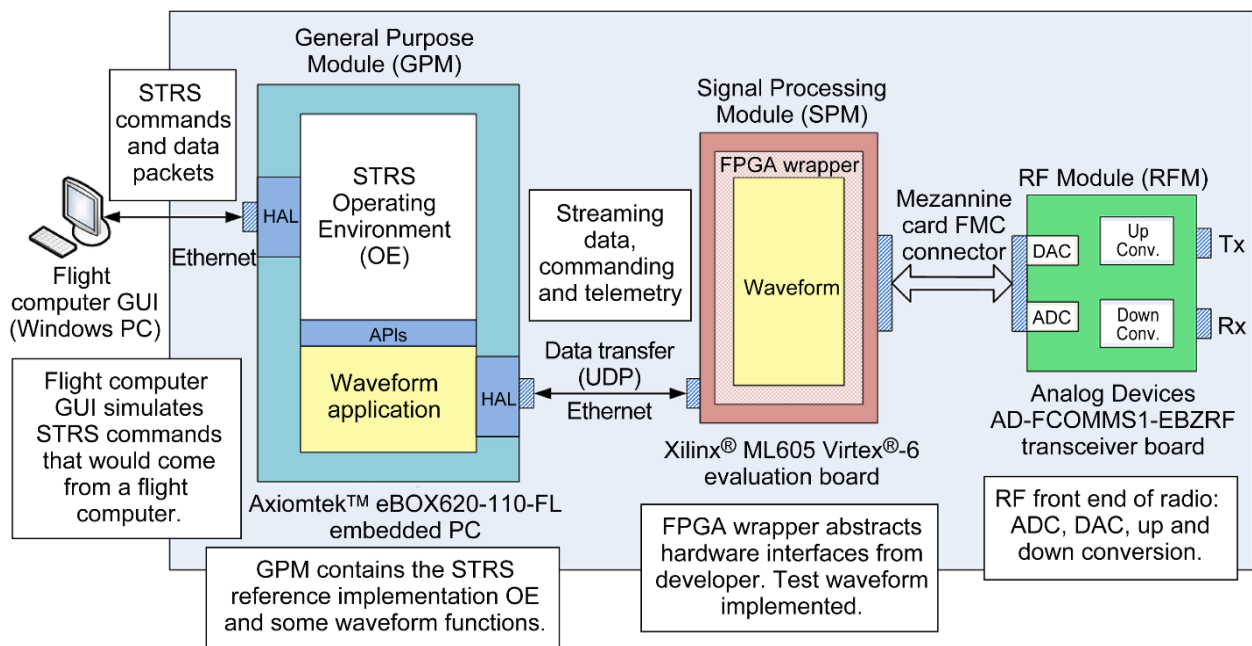 General Purpose
Module (GPM)
STRS
commands
and data
packets
HAL
STRS
Operating
Environment
(OE)
Ethernet
Flight
computer GUI
(Windows PC)
APIs
Waveform
application
HAL
Flight computer
GUI simulates
STRS commands
that would come
from a flight
computer.
Axiomtek™ eBOX620-110-FL
embedded PC
GPM contains the STRS
reference implementation OE
and some waveform functions.
Streaming
data,
commanding
and telemetry
Data transfer
(UDP)
Ethernet
Signal Processing
Module (SPM)
FPGA wrapper
Waveform
Xilinx® ML605 Virtex®-6
evaluation board
FPGA wrapper abstracts
hardware interfaces from
developer. Test waveform
implemented.
Mezannine
card FMC
connector
RF Module (RFM)
DAC
Up
Conv.
Tx
ADC
Down
Conv.
Rx
Analog Devices
AD-FCOMMS1-EBZRF
transceiver board
RF front end of radio:
ADC, DAC, up and
down conversion.